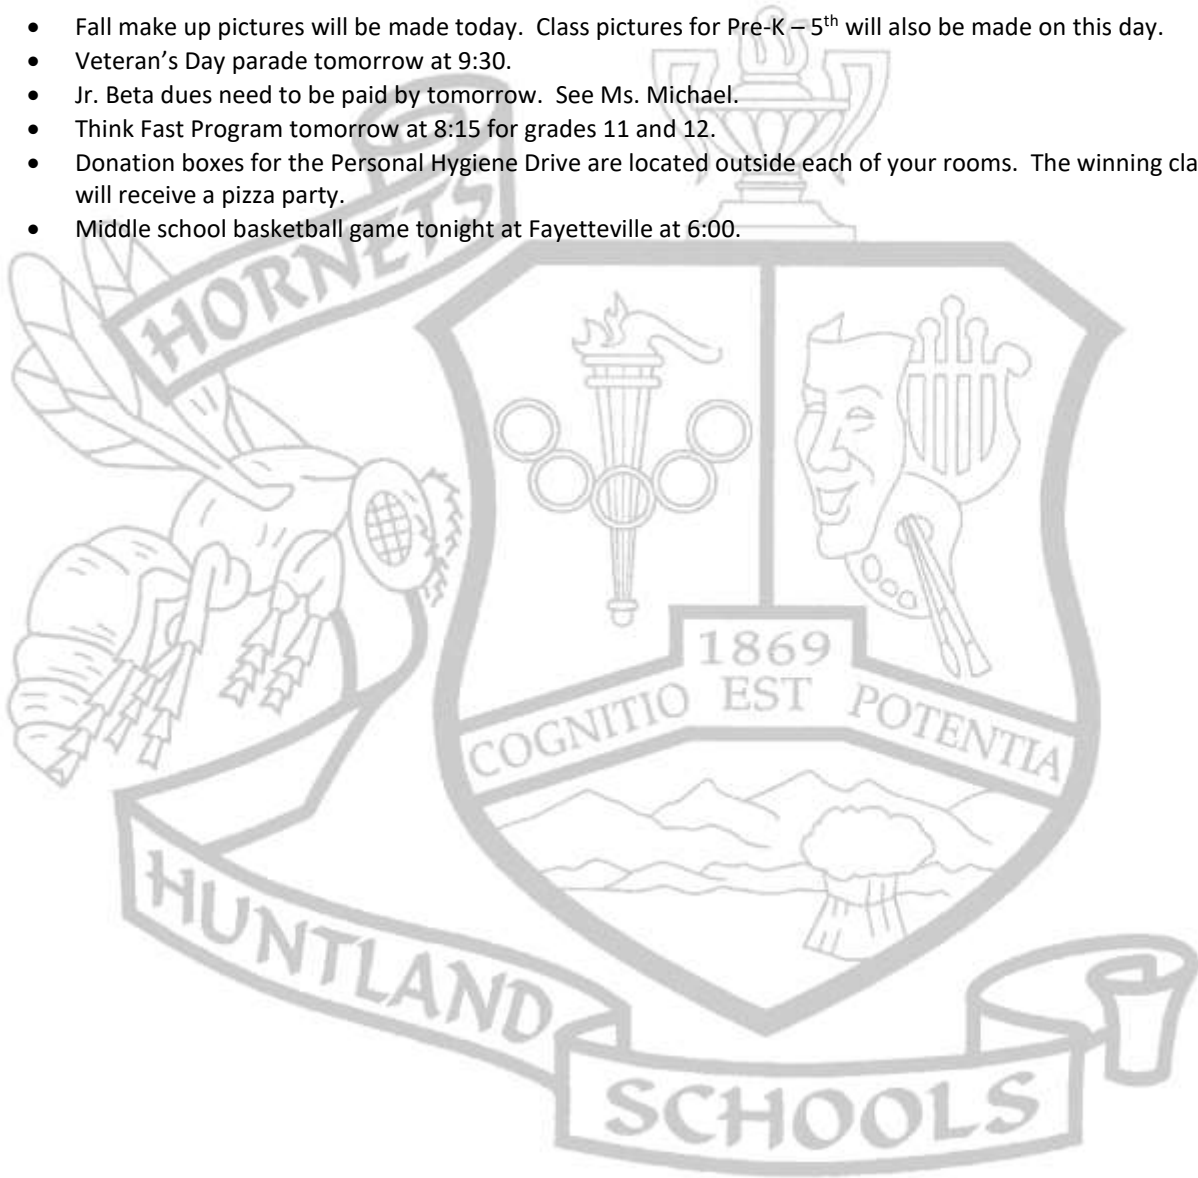 • Fall make up pictures will be made today.  Class pictures for Pre-K – 5th will also be made on this day.
• Veteran’s Day parade tomorrow at 9:30.
• Jr. Beta dues need to be paid by tomorrow.  See Ms. Michael.
• Think Fast Program tomorrow at 8:15 for grades 11 and 12.
• Donation boxes for the Personal Hygiene Drive are located outside each of your rooms.  The winning cla
will receive a pizza party.
• Middle school basketball game tonight at Fayetteville at 6:00.
HORNETS
1869
COGNITIO EST POTENTIA
HUNTLAND
SCHOOLS